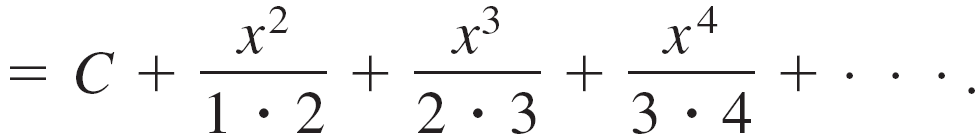 = C + x²/(1 · 2) + x³/(2 · 3) + x⁴/(3 · 4) + · · · .